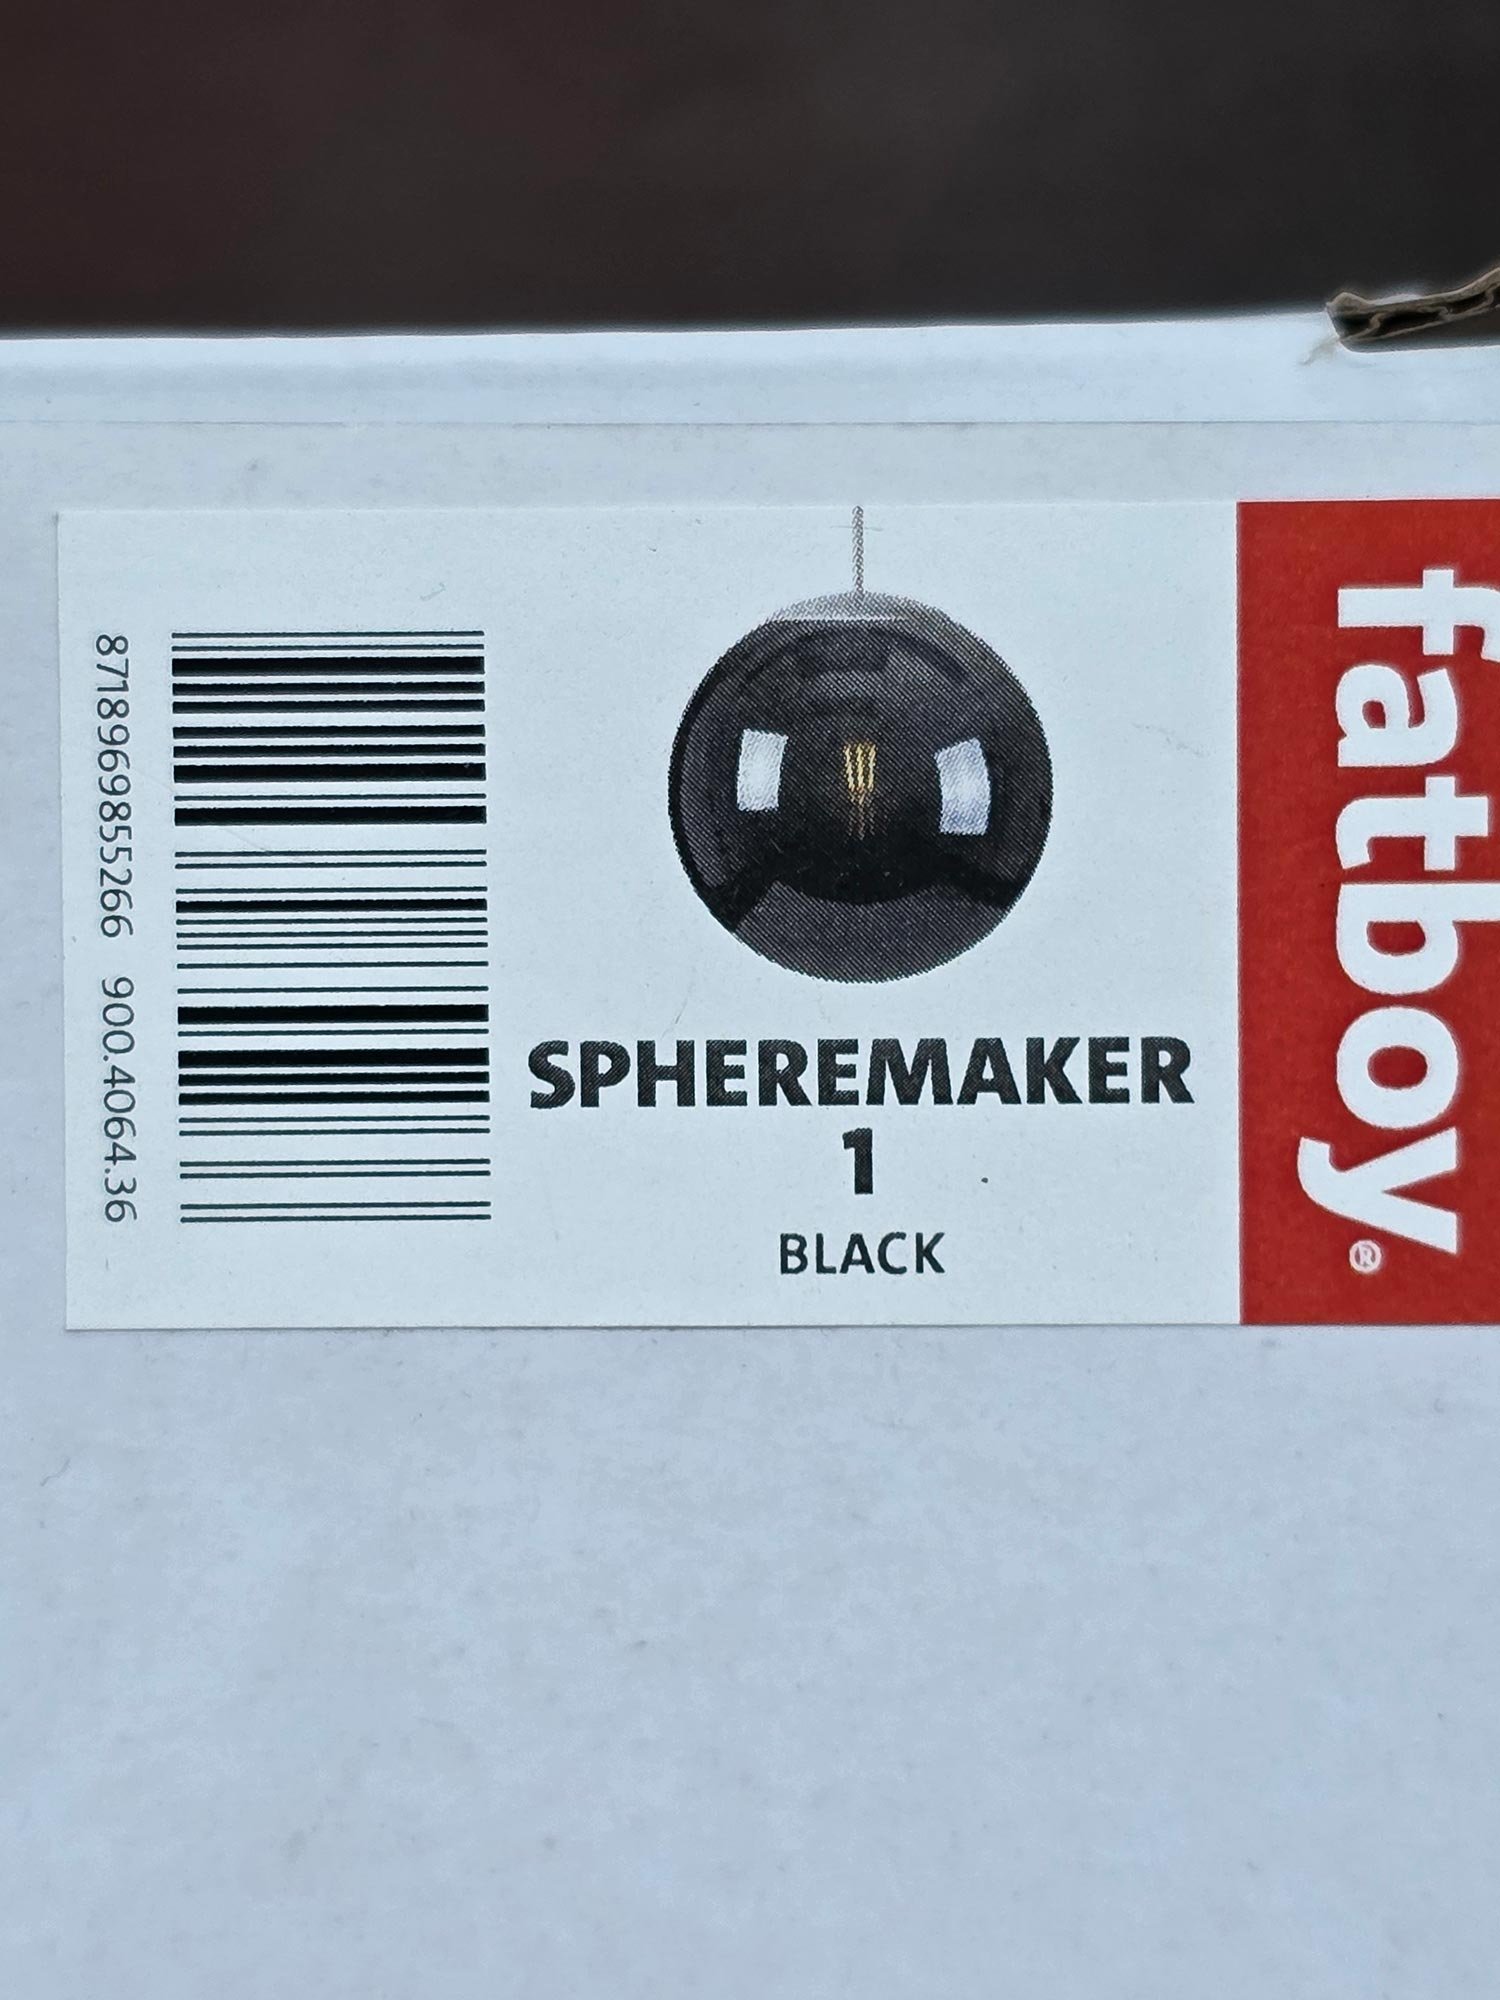 8718969855266 900.4064.36
SPHEREMAKER
1
BLACK
fatboy®